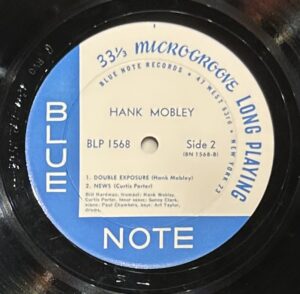 33⅓ MICROGROOVE LONG PLAYING
BLUE NOTE RECORDS • 47 WEST 63rd • NEW YORK 23
HANK MOBLEY
BLP 1568
Side 2
(BN 1568-B)
1. DOUBLE EXPOSURE (Hank Mobley)
2. NEWS (Curtis Porter)
Bill Hardman, trumpet; Hank Mobley,
Curtis Porter, tenor saxes; Sonny Clark,
piano; Paul Chambers, bass; Art Taylor,
drums.
BLUE
NOTE